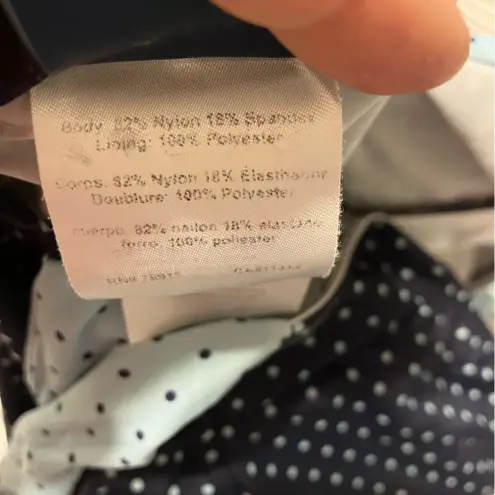 Body: 82% Nylon 18% Spandex
Lining: 100% Polyester
Corps: 82% Nylon 18% Élasthanne
Doublure: 100% Polyester
Cuerpo: 82% nailon 18% elastano
forro: 100% poliester